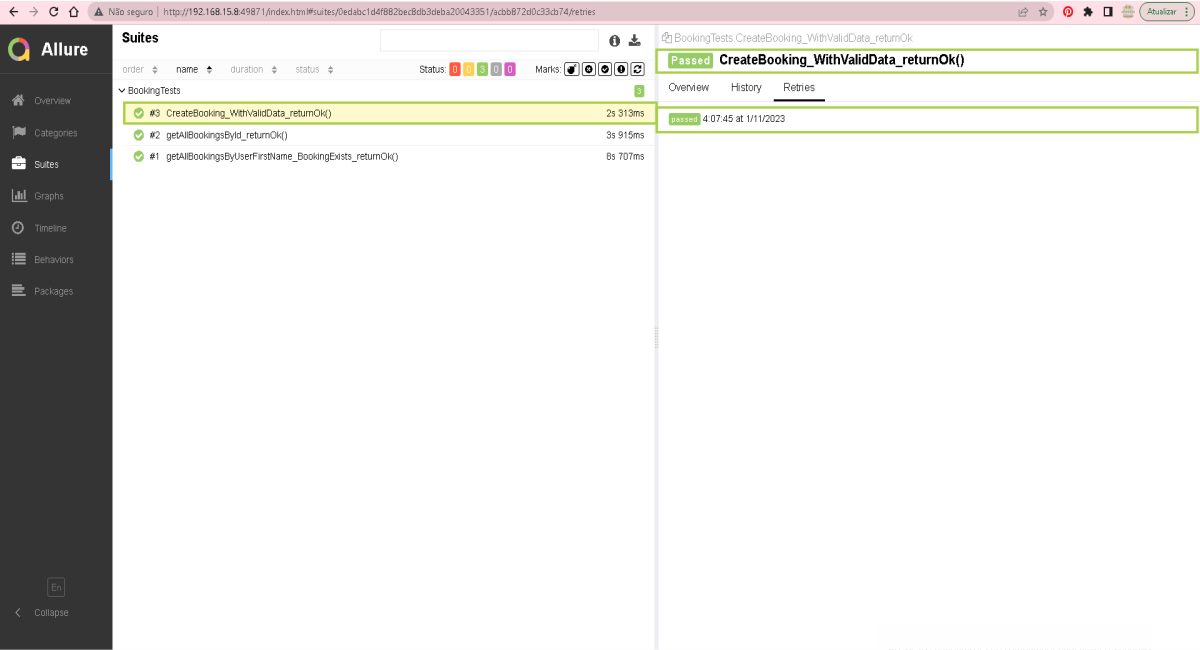 Não seguro | http://192.168.15.8:49871/index.html#suites/0edabc1d4f882bec8db3deba20043351/acbb872d0c33cb74/retries
Atualizar
Allure
Overview
Categories
Suites
Graphs
Timeline
Behaviors
Packages
En
Collapse
Suites
order name duration status Status: 0 0 3 0 0 Marks:
BookingTests 3
#3 CreateBooking_WithValidData_returnOk() 2s 313ms
#2 getAllBookingsById_returnOk() 3s 915ms
#1 getAllBookingsByUserFirstName_BookingExists_returnOk() 8s 707ms
BookingTests.CreateBooking_WithValidData_returnOk
Passed CreateBooking_WithValidData_returnOk()
Overview History Retries
passed 4:07:45 at 1/11/2023